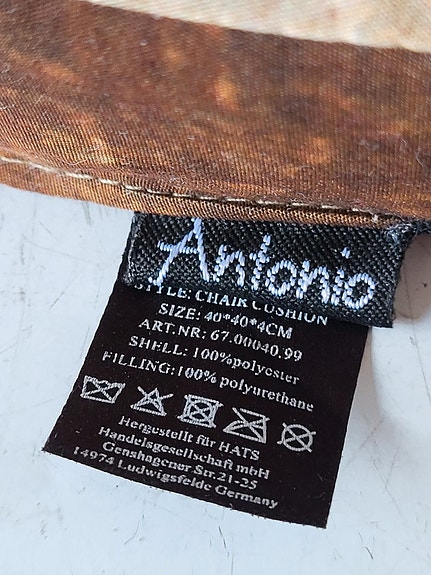 Antonio
STYLE: CHAIR CUSHION
SIZE: 40*40*4CM
ART.NR: 67.00040.99
SHELL: 100%polyester
FILLING:100% polyurethane
Hergestellt für HATS
Handelsgesellschaft mbH
Genshagener Str.21-25
14974 Ludwigsfelde Germany